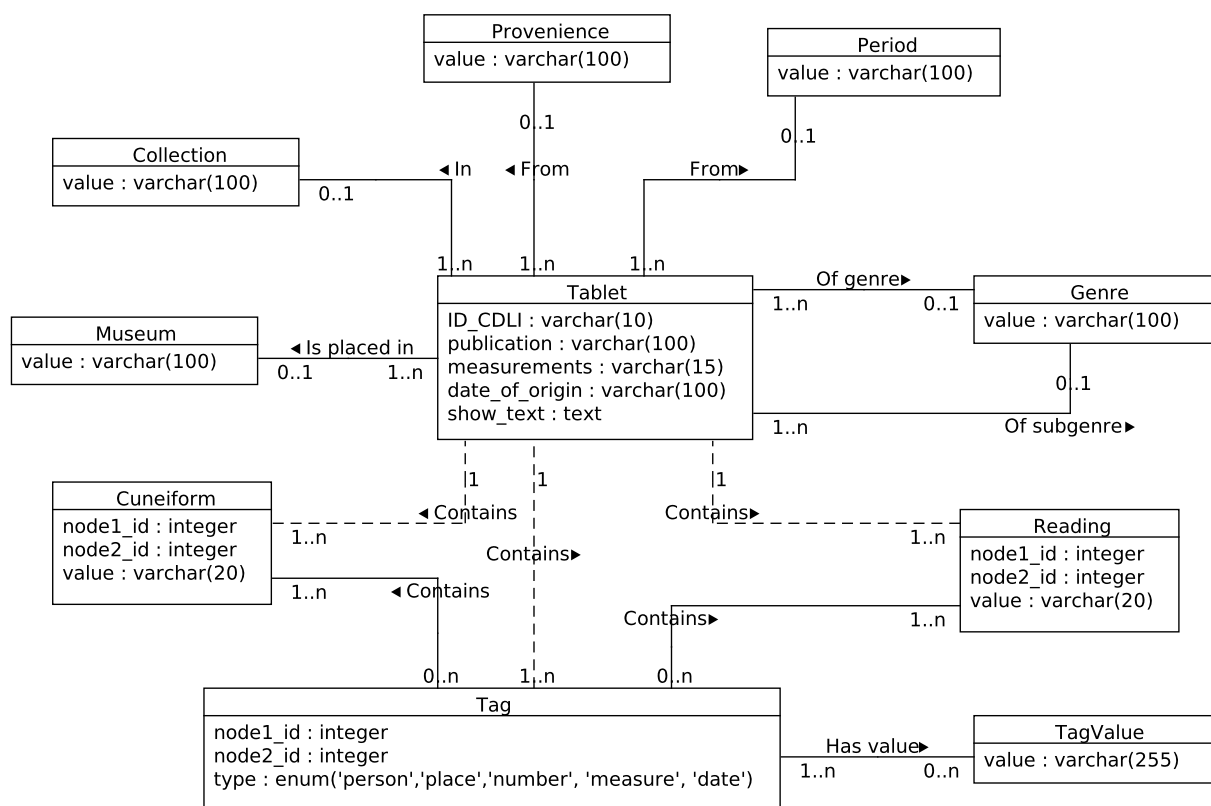 Provenience
value : varchar(100)
Period
value : varchar(100)
0..1
0..1
Collection
value : varchar(100)
0..1
◄ In
◄ From
From►
1..n
1..n
1..n
Tablet
ID_CDLI : varchar(10)
publication : varchar(100)
measurements : varchar(15)
date_of_origin : varchar(100)
show_text : text
Of genre►
1..n
0..1
Genre
value : varchar(100)
0..1
1..n
Of subgenre►
Museum
value : varchar(100)
◄ Is placed in
0..1
1..n
1
1
1
Cuneiform
node1_id : integer
node2_id : integer
value : varchar(20)
◄ Contains
1..n
Contains►
Contains►
1..n
Reading
node1_id : integer
node2_id : integer
value : varchar(20)
1..n
◄ Contains
Contains►
1..n
0..n
1..n
0..n
Tag
node1_id : integer
node2_id : integer
type : enum('person','place','number', 'measure', 'date')
Has value►
1..n
0..n
TagValue
value : varchar(255)